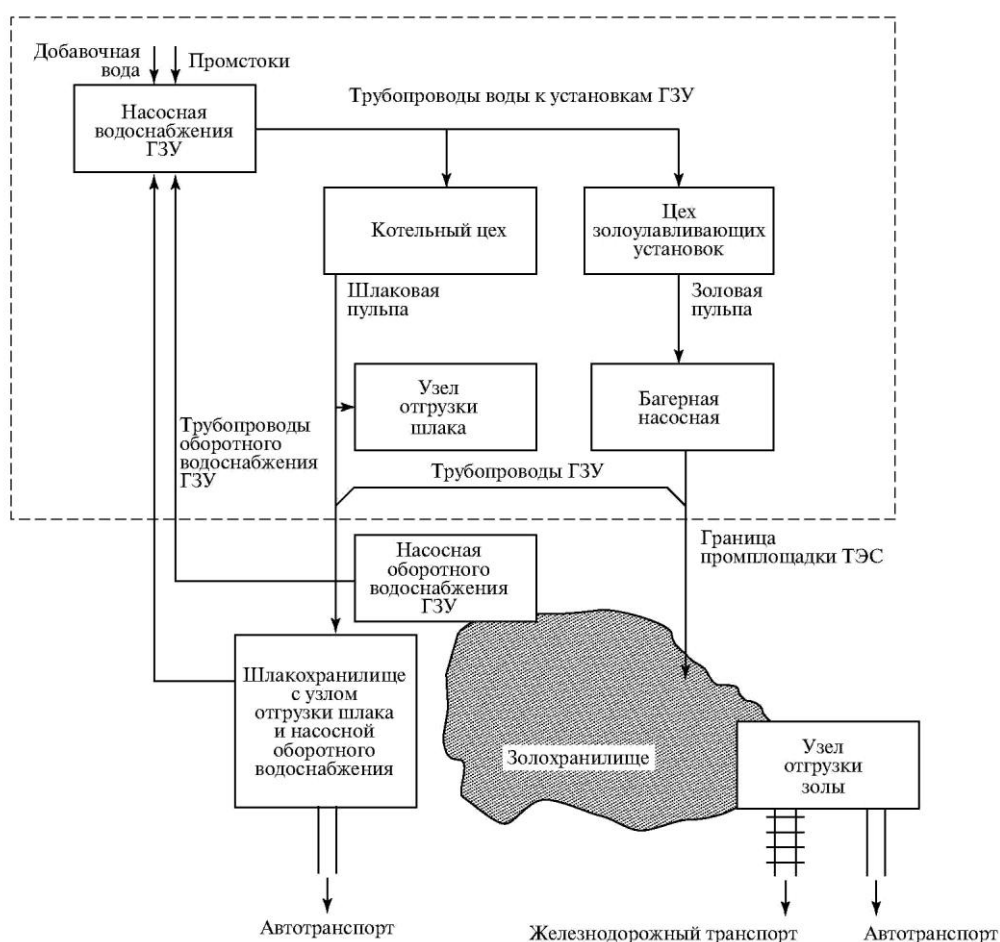 Добавочная
вода
Промстоки
Трубопроводы воды к установкам ГЗУ
Насосная
водоснабжения
ГЗУ
Котельный цех
Цех
золоулавливающих
установок
Шлаковая
пульпа
Золовая
пульпа
Узел
отгрузки
шлака
Багерная
насосная
Трубопроводы
оборотного
водоснабжения
ГЗУ
Трубопроводы ГЗУ
Граница
промплощадки ТЭС
Насосная
оборотного
водоснабжения
ГЗУ
Шлакохранилище
с узлом
отгрузки шлака
и насосной
оборотного
водоснабжения
Золохранилище
Узел
отгрузки
золы
Автотранспорт
Железнодорожный транспорт
Автотранспорт